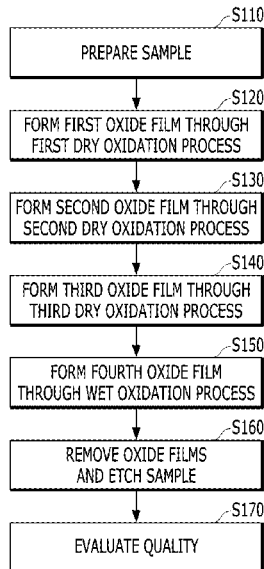 S110
PREPARE SAMPLE
S120
FORM FIRST OXIDE FILM THROUGH
FIRST DRY OXIDATION PROCESS
S130
FORM SECOND OXIDE FILM THROUGH
SECOND DRY OXIDATION PROCESS
S140
FORM THIRD OXIDE FILM THROUGH
THIRD DRY OXIDATION PROCESS
S150
FORM FOURTH OXIDE FILM
THROUGH WET OXIDATION PROCESS
S160
REMOVE OXIDE FILMS
AND ETCH SAMPLE
S170
EVALUATE QUALITY